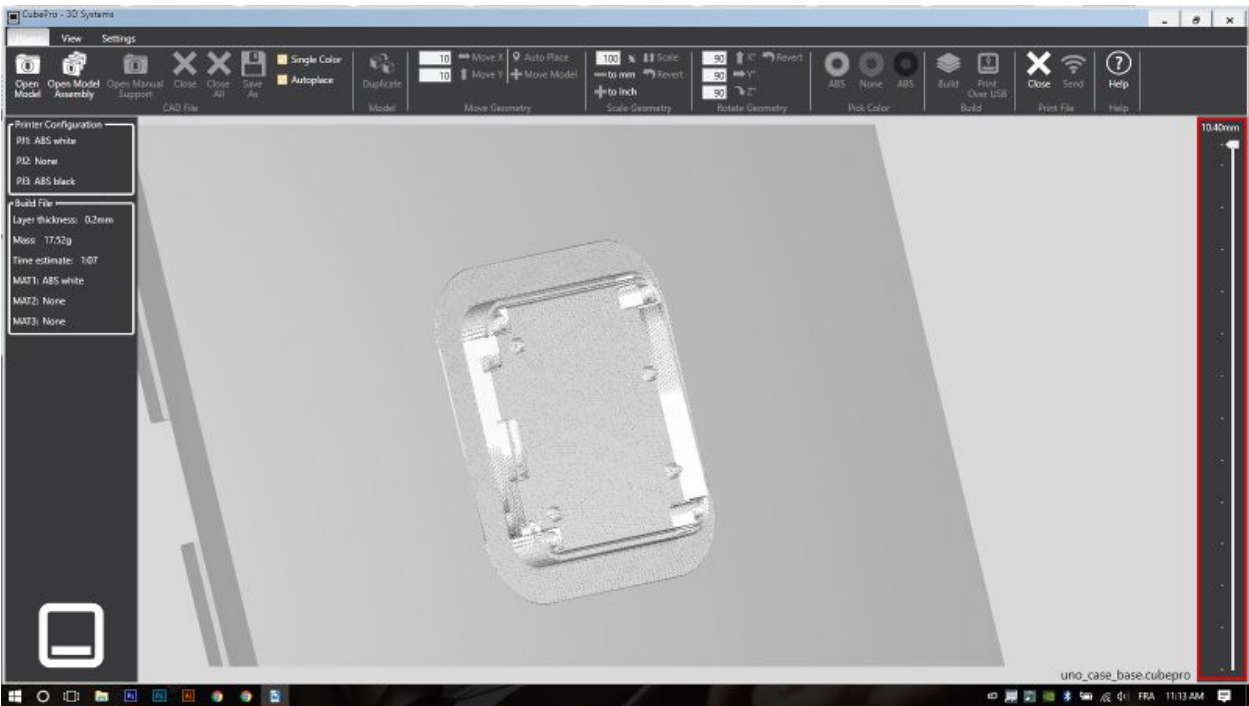 CubePro - 3D Systems
View Settings
Open Model
Open Model Assembly
Open Manual Support
Close
Close All
Save As
Single Color
Autoplace
CAD File
Duplicate
Model
10 Move X
10 Move Y
Auto Place
Move Model
Move Geometry
100 % Scale
to mm Revert
to inch
Scale Geometry
90 X° Revert
90 Y°
90 Z°
Rotate Geometry
ABS None ABS
Pick Color
Build
Print Over USB
Build
Close Send
Print File
Help
Help
Printer Configuration
PJ1: ABS white
PJ2: None
PJ3: ABS black
Build File
Layer thickness: 0.2mm
Mass: 17.52g
Time estimate: 1:07
MAT1: ABS white
MAT2: None
MAT3: None
10.40mm
uno_case_base.cubepro
FRA 11:13 AM